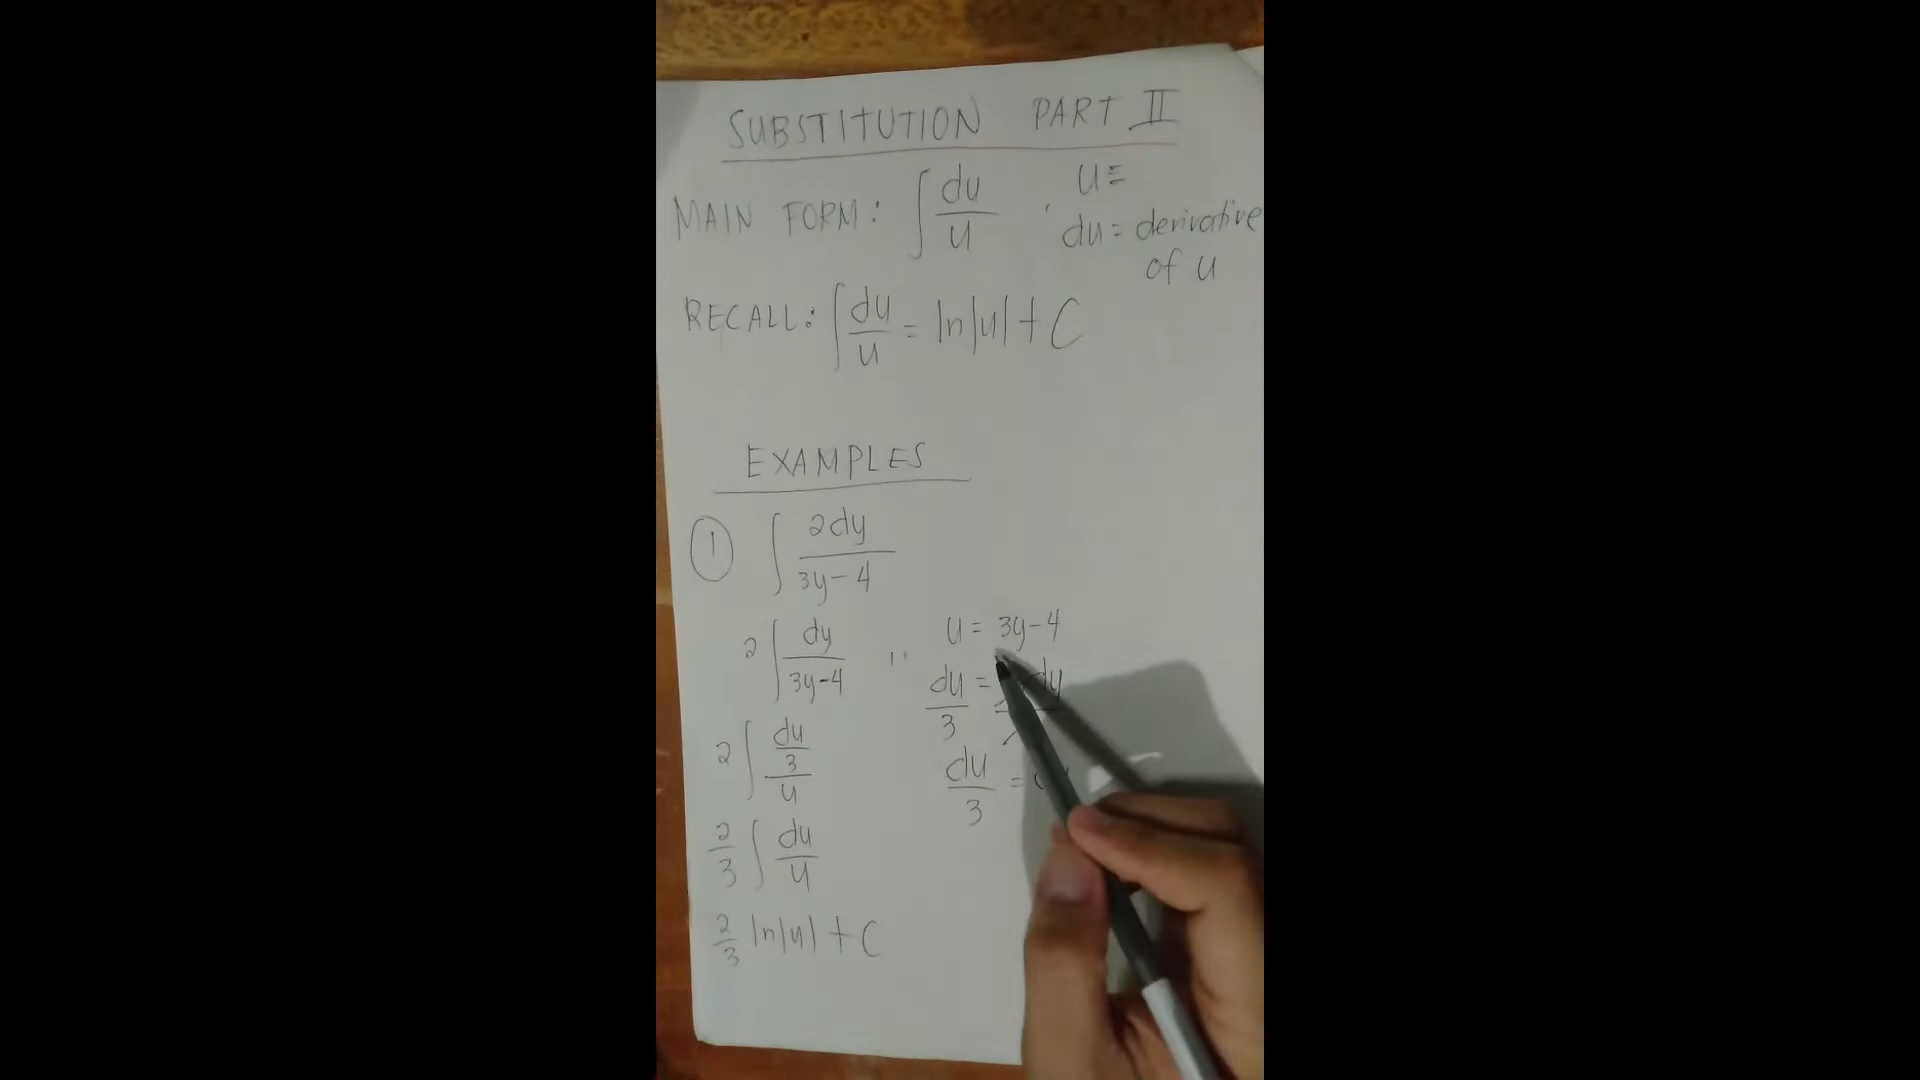 SUBSTITUTION PART II
MAIN FORM: ∫ du/u
u =
du = derivative
of u
RECALL: ∫ du/u = ln|u| + C
EXAMPLES
① ∫ 2dy/(3y-4)
2 ∫ dy/(3y-4)
u = 3y-4
du/3 = dy
du/3 =
2 ∫ (du/3)/u
2/3 ∫ du/u
2/3 ln|u| + C